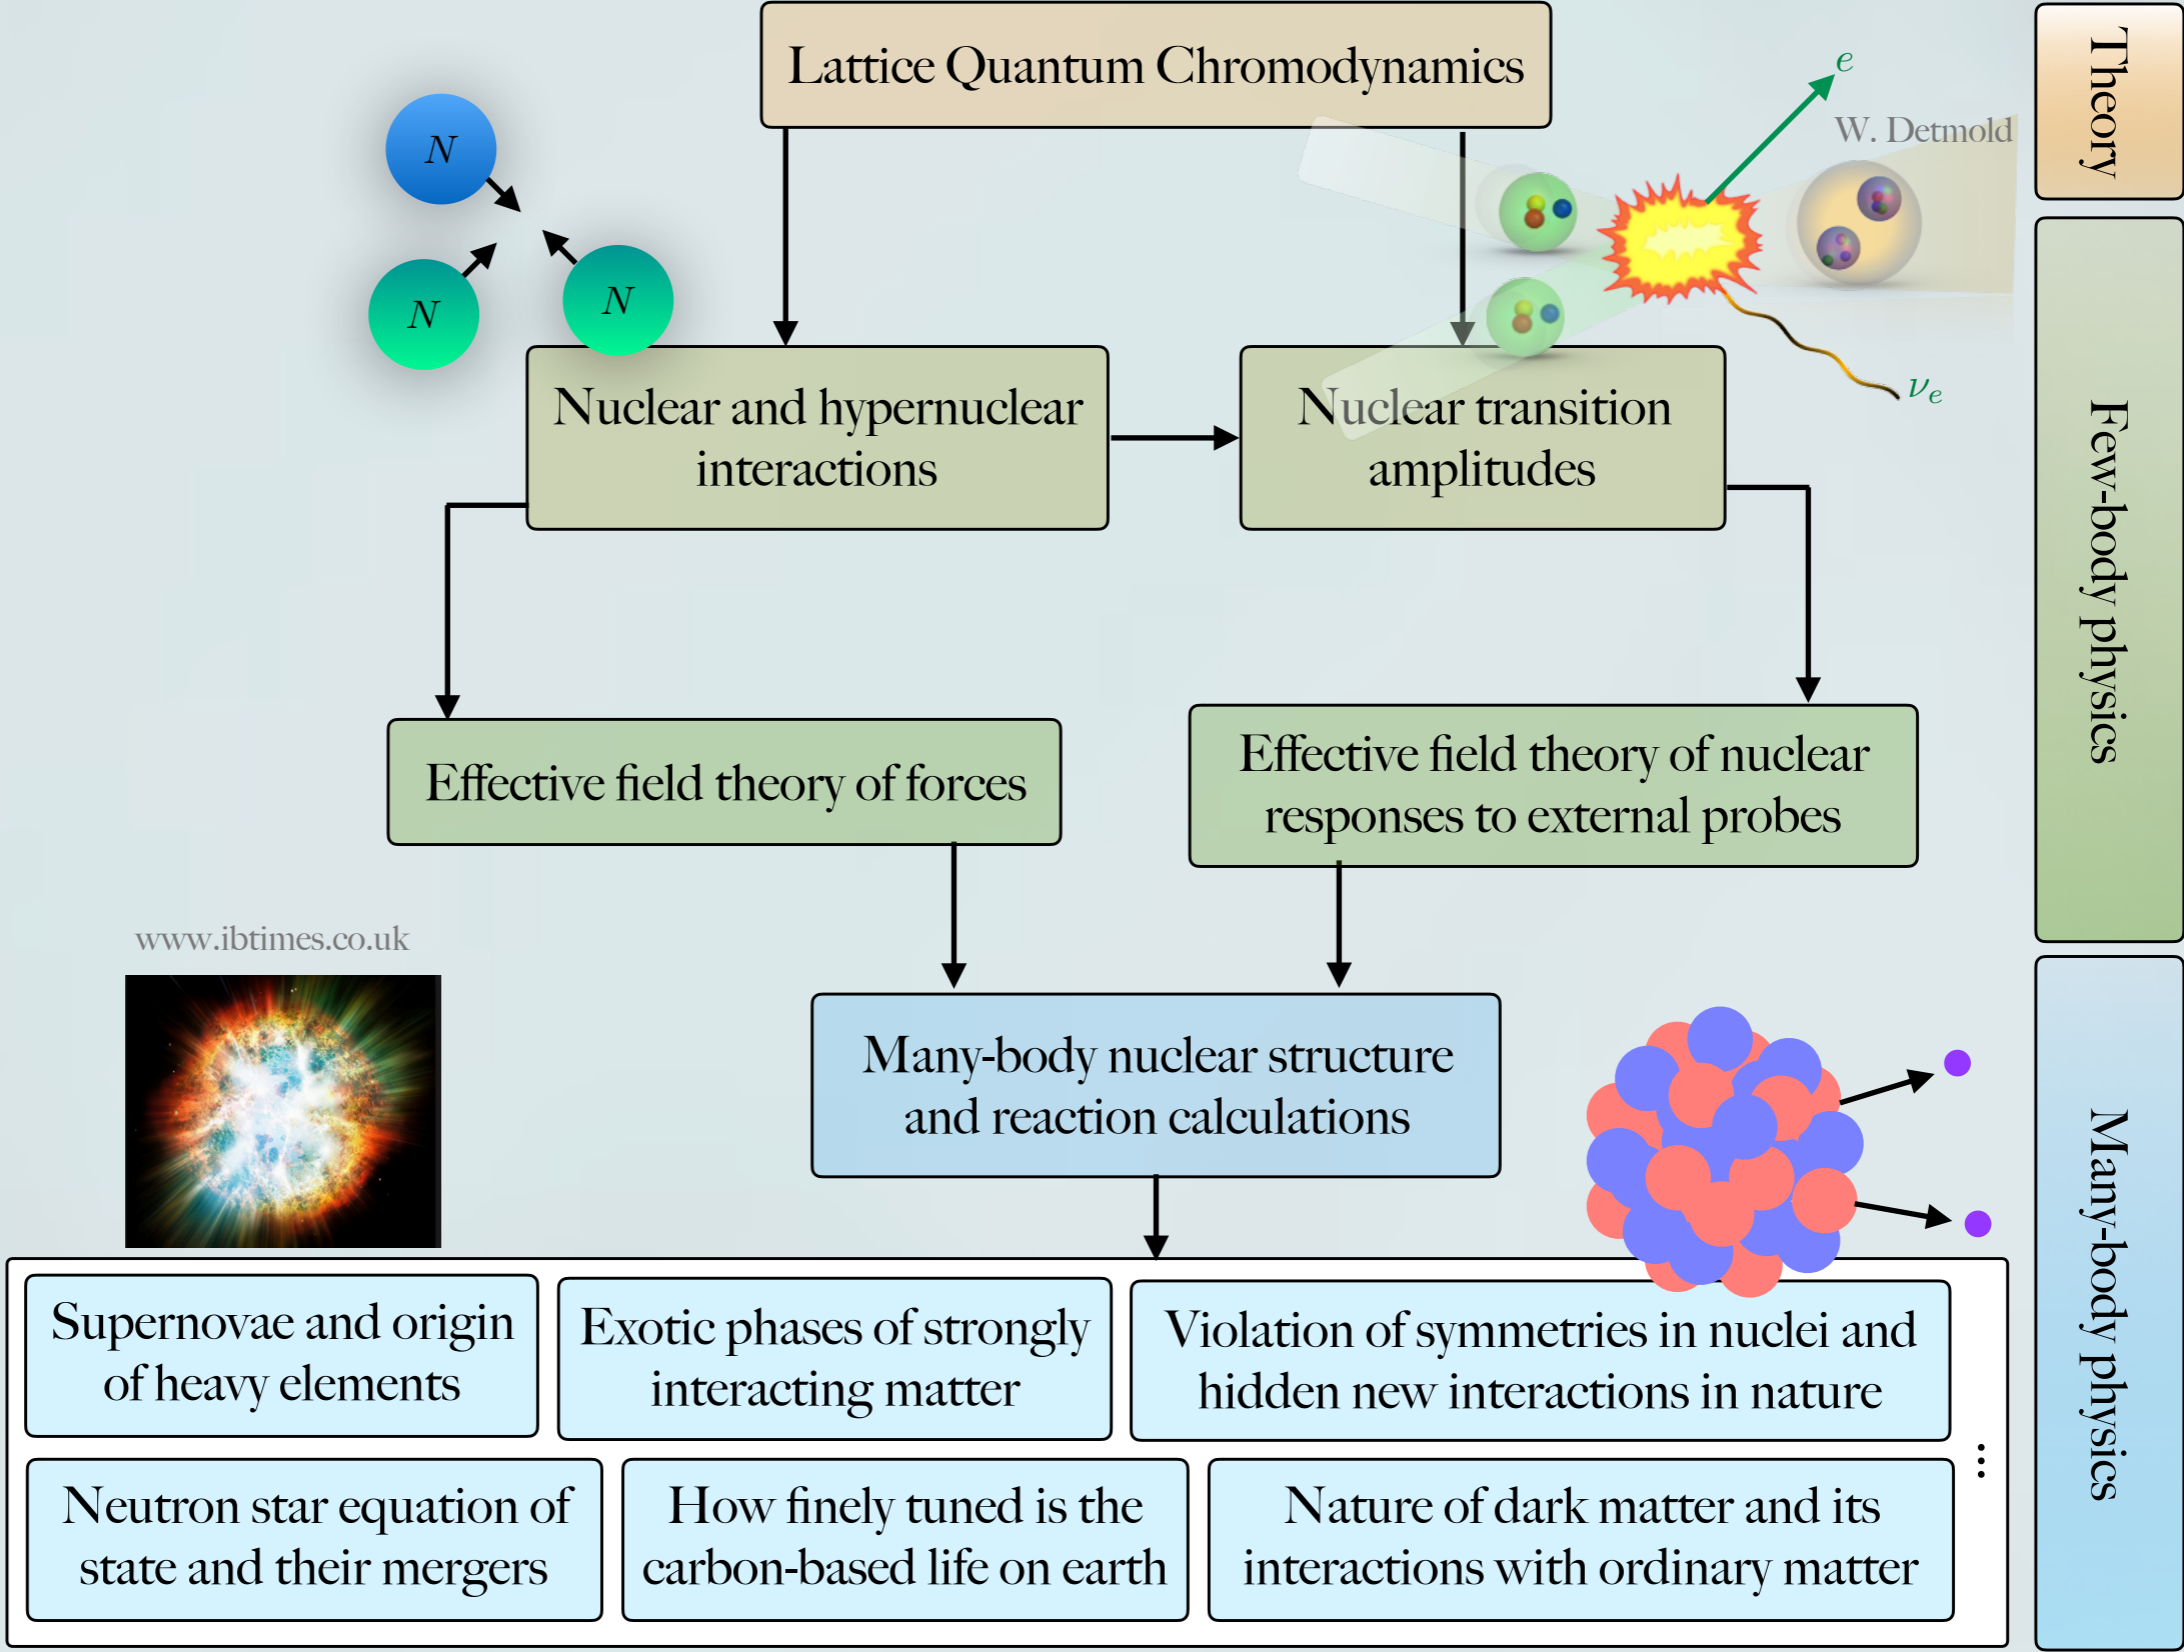 Lattice Quantum Chromodynamics
Theory
e
W. Detmold
N
N
N
ν_e
Nuclear and hypernuclear
interactions
Nuclear transition
amplitudes
Few-body physics
Effective field theory of forces
Effective field theory of nuclear
responses to external probes
www.ibtimes.co.uk
Many-body nuclear structure
and reaction calculations
Many-body physics
Supernovae and origin
of heavy elements
Exotic phases of strongly
interacting matter
Violation of symmetries in nuclei and
hidden new interactions in nature
Neutron star equation of
state and their mergers
How finely tuned is the
carbon-based life on earth
Nature of dark matter and its
interactions with ordinary matter
⋮